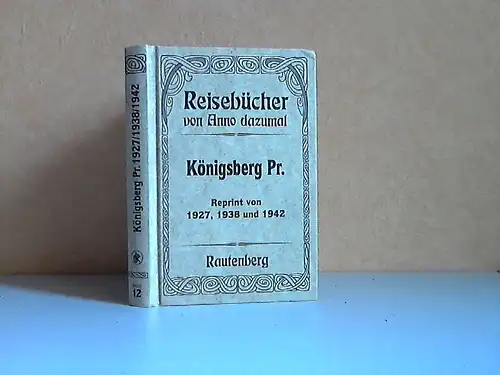 Reisebücher
von Anno dazumal
Königsberg Pr.
Reprint von
1927, 1938 und 1942
Rautenberg
Königsberg Pr. 1927/1938/1942
12